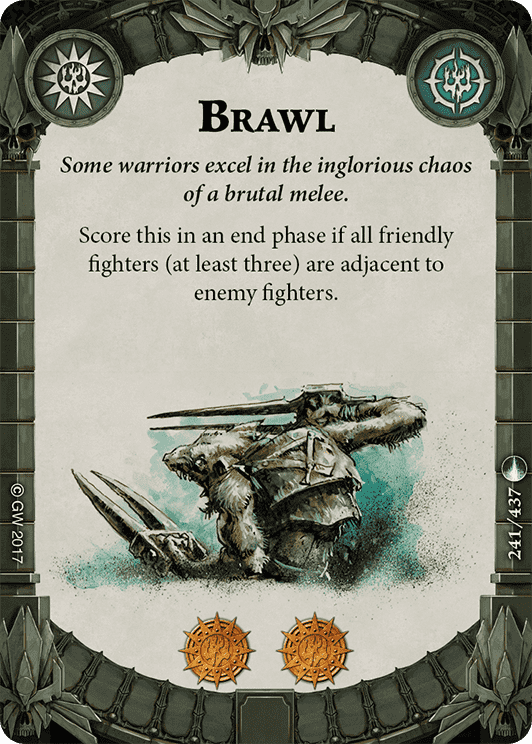 BRAWL
Some warriors excel in the inglorious chaos
of a brutal melee.
Score this in an end phase if all friendly
fighters (at least three) are adjacent to
enemy fighters.
© GW 2017
241/437